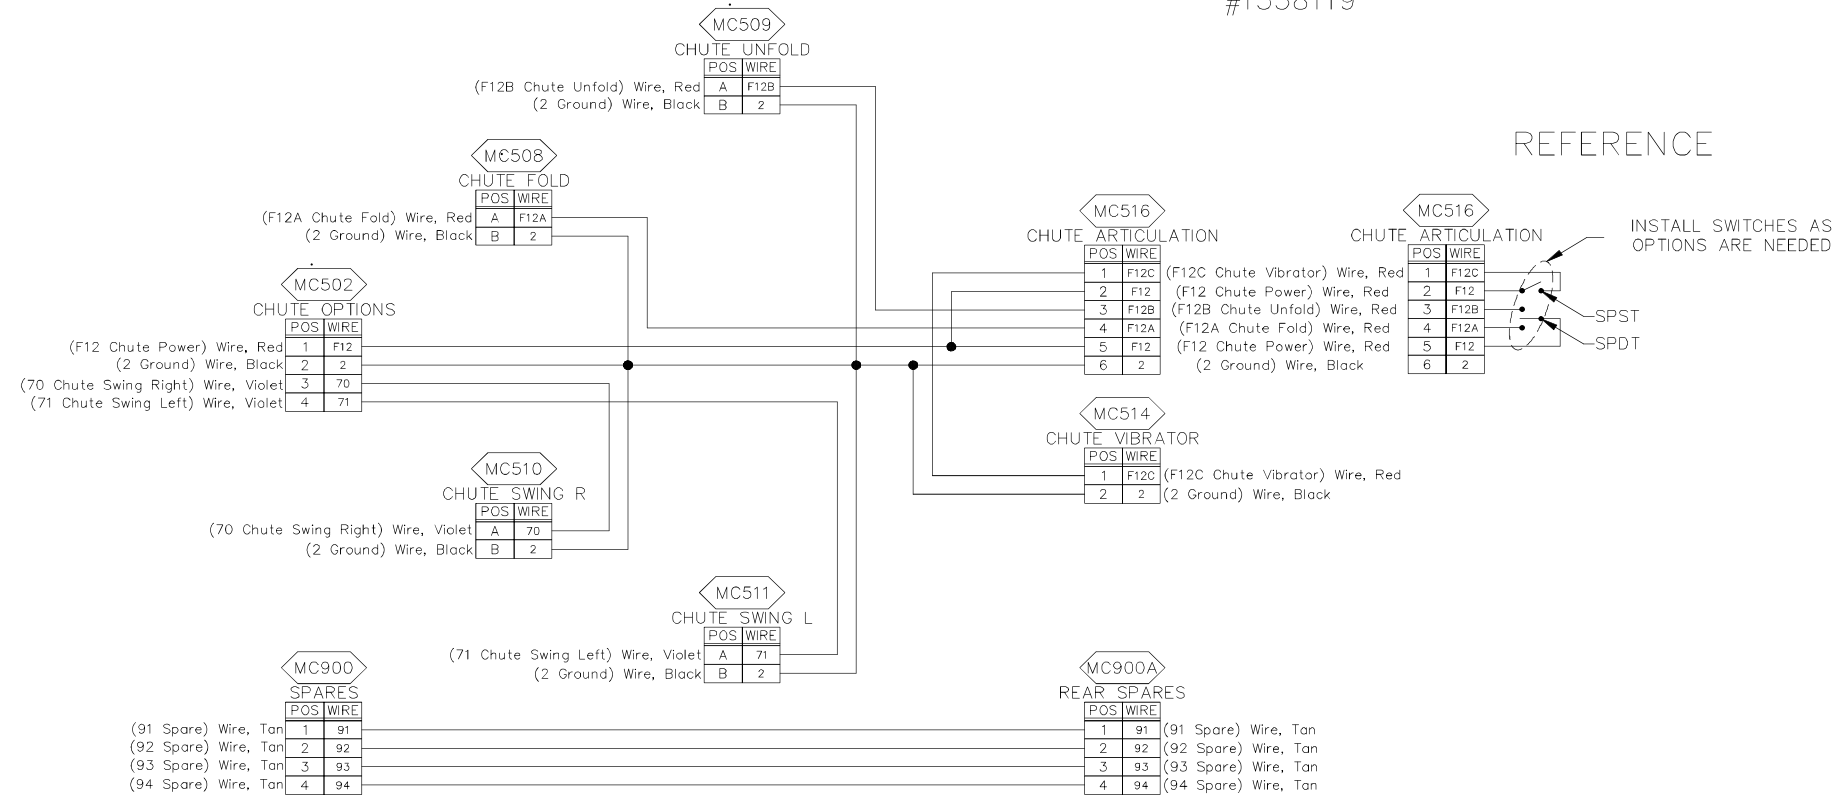 #1558119
MC509
CHUTE UNFOLD
POS WIRE
(F12B Chute Unfold) Wire, Red A F12B
(2 Ground) Wire, Black B 2
MC508
CHUTE FOLD
POS WIRE
(F12A Chute Fold) Wire, Red A F12A
(2 Ground) Wire, Black B 2
MC502
CHUTE OPTIONS
POS WIRE
(F12 Chute Power) Wire, Red 1 F12
(2 Ground) Wire, Black 2 2
(70 Chute Swing Right) Wire, Violet 3 70
(71 Chute Swing Left) Wire, Violet 4 71
MC510
CHUTE SWING R
POS WIRE
(70 Chute Swing Right) Wire, Violet A 70
(2 Ground) Wire, Black B 2
MC511
CHUTE SWING L
POS WIRE
(71 Chute Swing Left) Wire, Violet A 71
(2 Ground) Wire, Black B 2
MC900
SPARES
POS WIRE
(91 Spare) Wire, Tan 1 91
(92 Spare) Wire, Tan 2 92
(93 Spare) Wire, Tan 3 93
(94 Spare) Wire, Tan 4 94
MC516
CHUTE ARTICULATION
POS WIRE
1 F12C (F12C Chute Vibrator) Wire, Red
2 F12 (F12 Chute Power) Wire, Red
3 F12B (F12B Chute Unfold) Wire, Red
4 F12A (F12A Chute Fold) Wire, Red
5 F12 (F12 Chute Power) Wire, Red
6 2 (2 Ground) Wire, Black
REFERENCE
MC516
CHUTE ARTICULATION
POS WIRE
1 F12C
2 F12
3 F12B
4 F12A
5 F12
6 2
INSTALL SWITCHES AS
OPTIONS ARE NEEDED
SPST
SPDT
MC514
CHUTE VIBRATOR
POS WIRE
1 F12C (F12C Chute Vibrator) Wire, Red
2 2 (2 Ground) Wire, Black
MC900A
REAR SPARES
POS WIRE
1 91 (91 Spare) Wire, Tan
2 92 (92 Spare) Wire, Tan
3 93 (93 Spare) Wire, Tan
4 94 (94 Spare) Wire, Tan